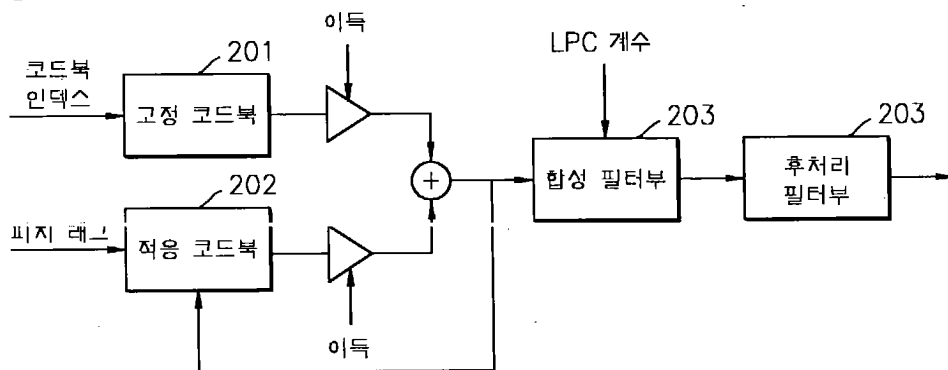 이득
LPC 계수
201
203
203
코드북
인덱스
고정 코드북
합성 필터부
후처리
필터부
+
202
피치 래그
적응 코드북
이득